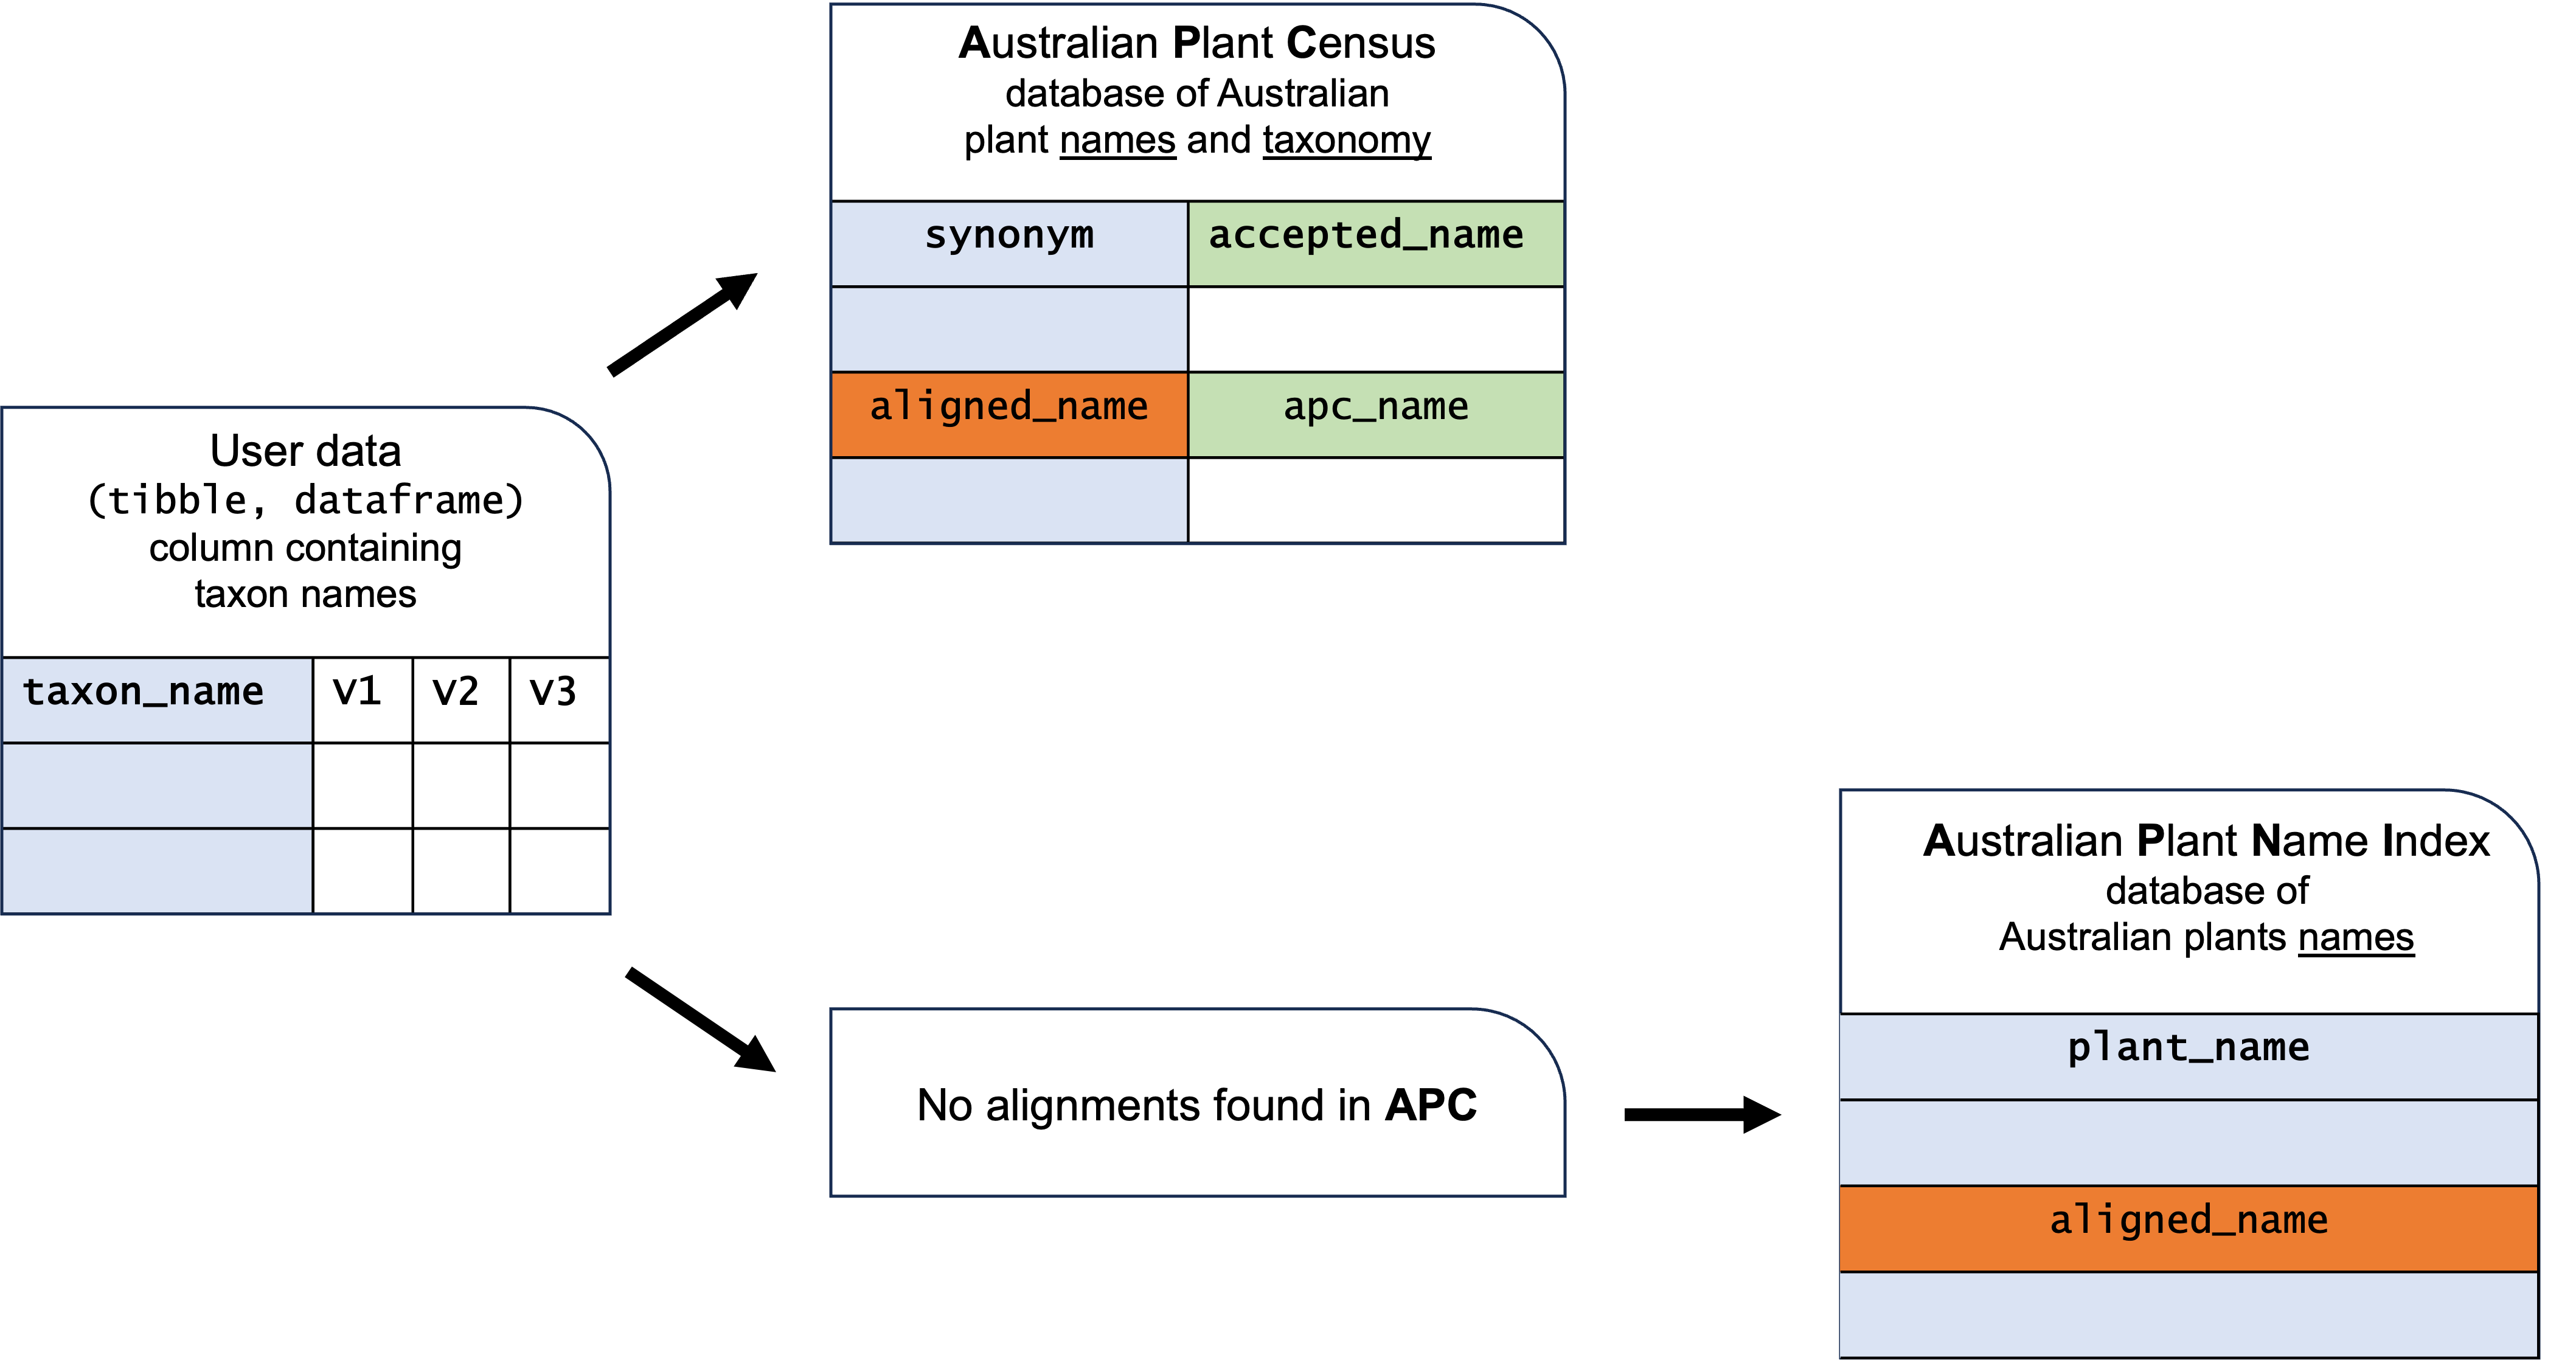 Australian Plant Census
database of Australian
plant names and taxonomy
synonym accepted_name
aligned_name apc_name
User data
(tibble, dataframe)
column containing
taxon names
taxon_name v1 v2 v3
No alignments found in APC
Australian Plant Name Index
database of
Australian plants names
plant_name
aligned_name